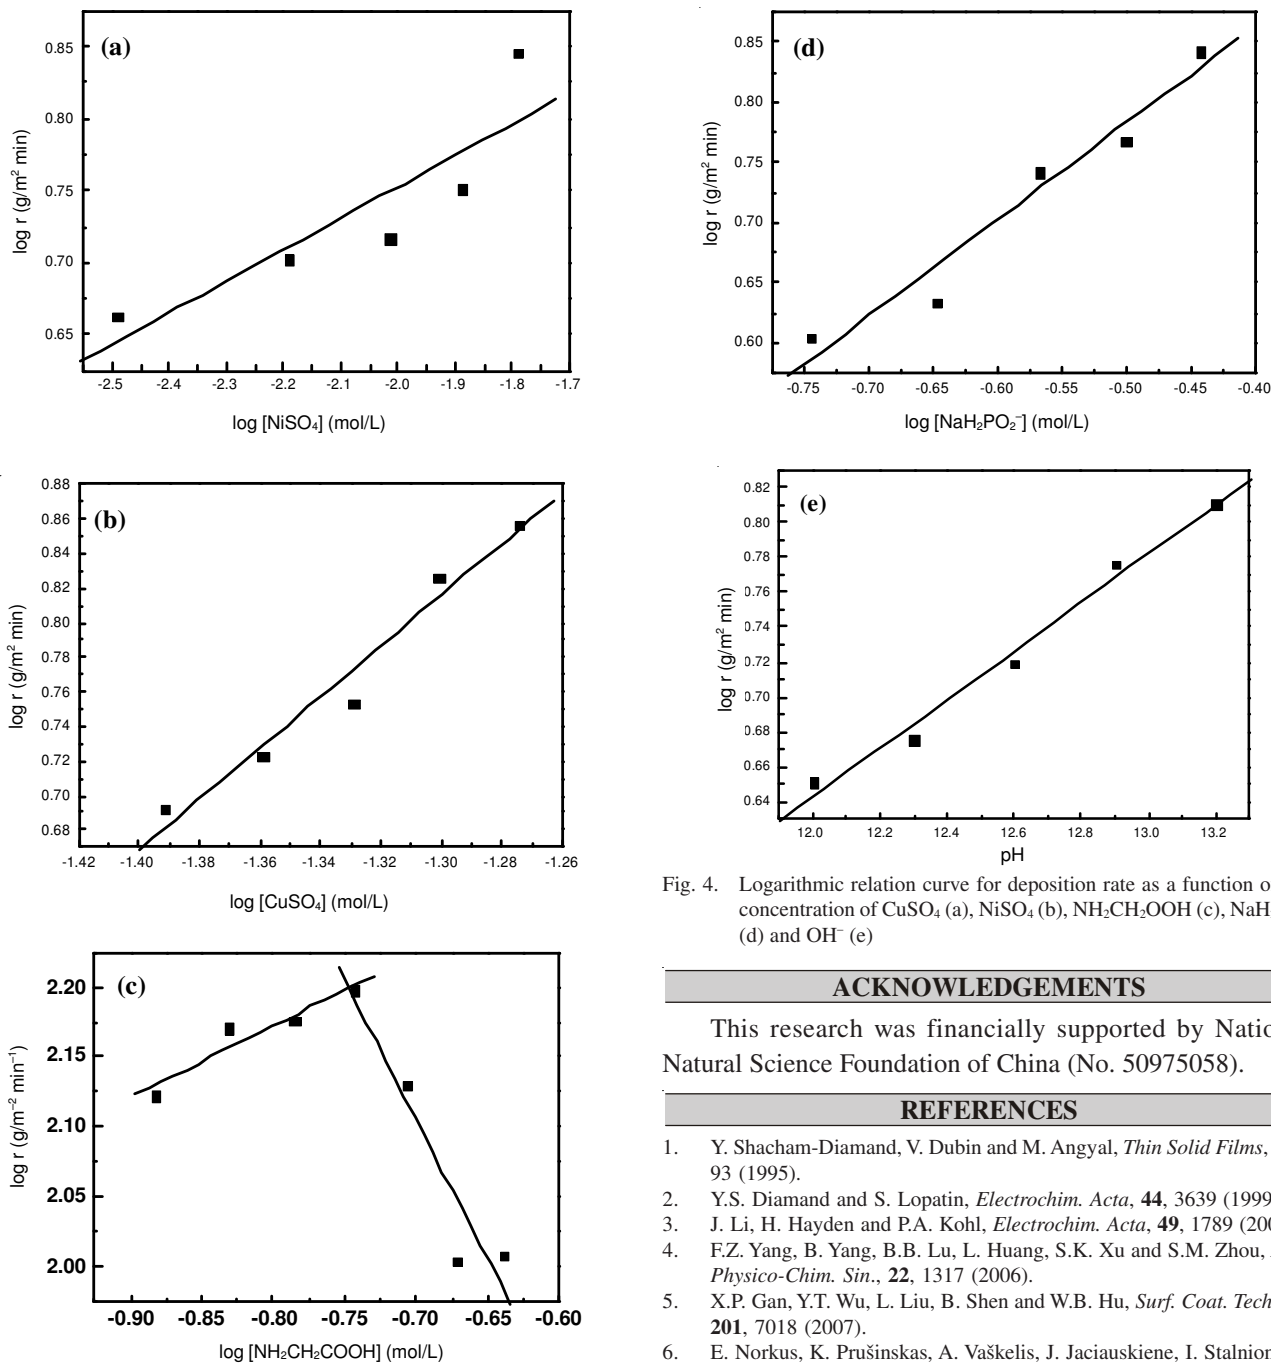 (a)
0.85
0.80
0.75
0.70
0.65
log r (g/m² min)
-2.5 -2.4 -2.3 -2.2 -2.1 -2.0 -1.9 -1.8 -1.7
log [NiSO₄] (mol/L)
(b)
0.88
0.86
0.84
0.82
0.80
0.78
0.76
0.74
0.72
0.70
0.68
log r (g/m² min)
-1.42 -1.40 -1.38 -1.36 -1.34 -1.32 -1.30 -1.28 -1.26
log [CuSO₄] (mol/L)
(c)
2.20
2.15
2.10
2.05
2.00
log r (g/m⁻² min⁻¹)
-0.90 -0.85 -0.80 -0.75 -0.70 -0.65 -0.60
log [NH₂CH₂COOH] (mol/L)
(d)
0.85
0.80
0.75
0.70
0.65
0.60
log r (g/m² min)
-0.75 -0.70 -0.65 -0.60 -0.55 -0.50 -0.45 -0.40
log [NaH₂PO₂⁻] (mol/L)
(e)
0.82
0.80
0.78
0.76
0.74
0.72
0.70
0.68
0.66
0.64
log r (g/m² min)
12.0 12.2 12.4 12.6 12.8 13.0 13.2
pH
Fig. 4. Logarithmic relation curve for deposition rate as a function o
concentration of CuSO₄ (a), NiSO₄ (b), NH₂CH₂OOH (c), NaH
(d) and OH⁻ (e)
ACKNOWLEDGEMENTS
This research was financially supported by Natio
Natural Science Foundation of China (No. 50975058).
REFERENCES
1. Y. Shacham-Diamand, V. Dubin and M. Angyal, Thin Solid Films,
93 (1995).
2. Y.S. Diamand and S. Lopatin, Electrochim. Acta, 44, 3639 (1999
3. J. Li, H. Hayden and P.A. Kohl, Electrochim. Acta, 49, 1789 (20
4. F.Z. Yang, B. Yang, B.B. Lu, L. Huang, S.K. Xu and S.M. Zhou,
Physico-Chim. Sin., 22, 1317 (2006).
5. X.P. Gan, Y.T. Wu, L. Liu, B. Shen and W.B. Hu, Surf. Coat. Tech
201, 7018 (2007).
6. E. Norkus, K. Prušinskas, A. Vaškelis, J. Jaciauskiene, I. Stalnion